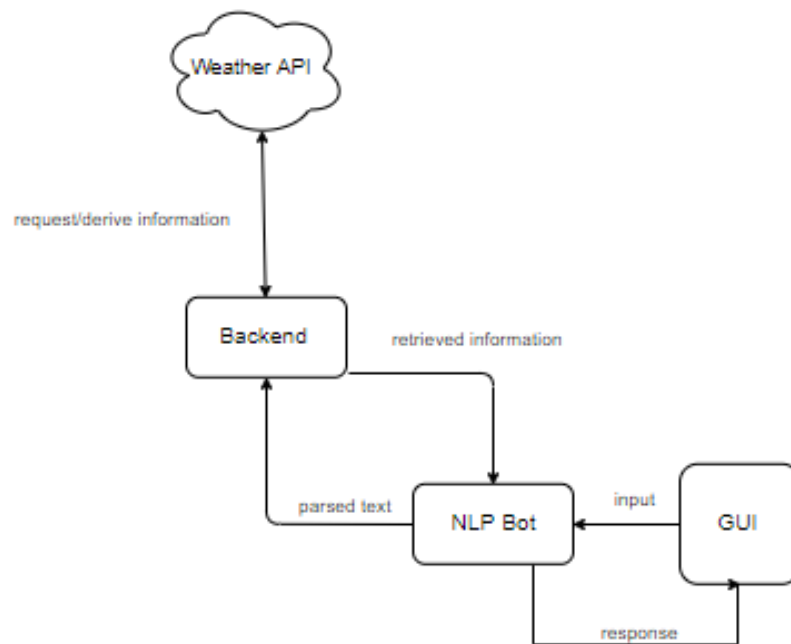 Weather API
request/derive information
Backend
retrieved information
parsed text
NLP Bot
input
GUI
response